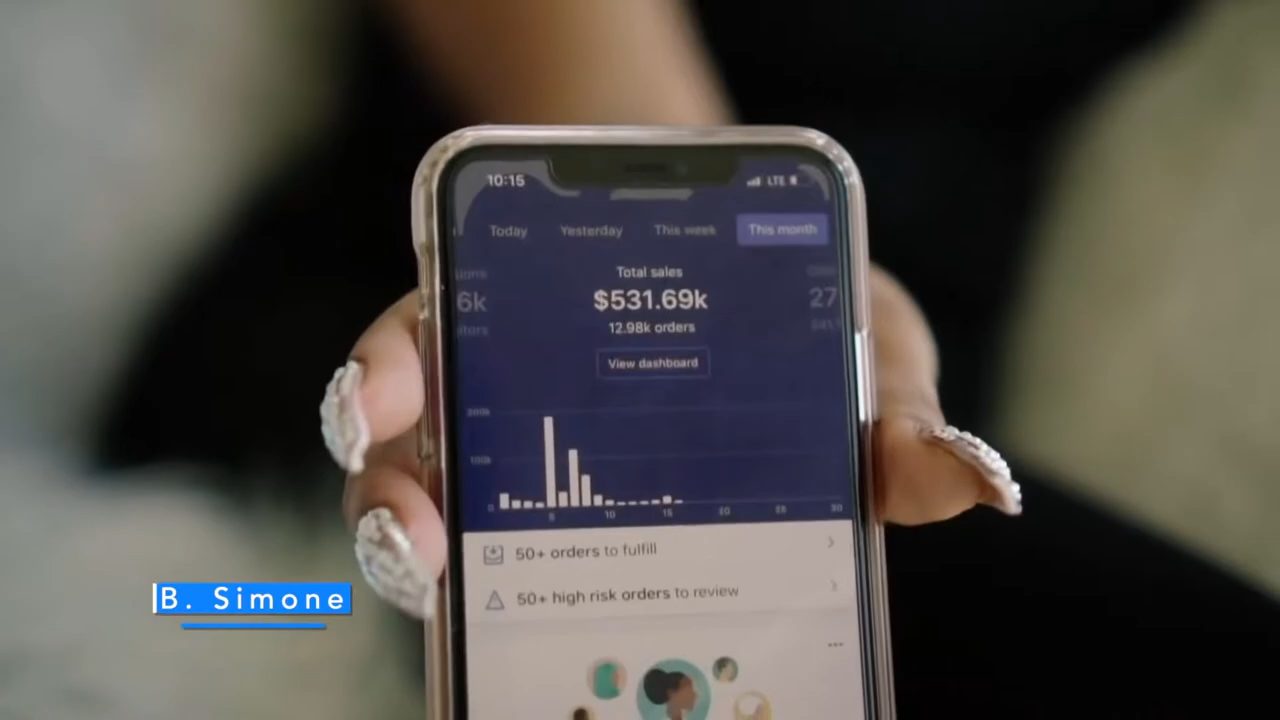 10:15
LTE
Today Yesterday This week This month
Total sales
6k $531.69k 27
12.98k orders
View dashboard
200k
100k
0
5 10 15 20 25 30
50+ orders to fulfill
50+ high risk orders to review
B. Simone